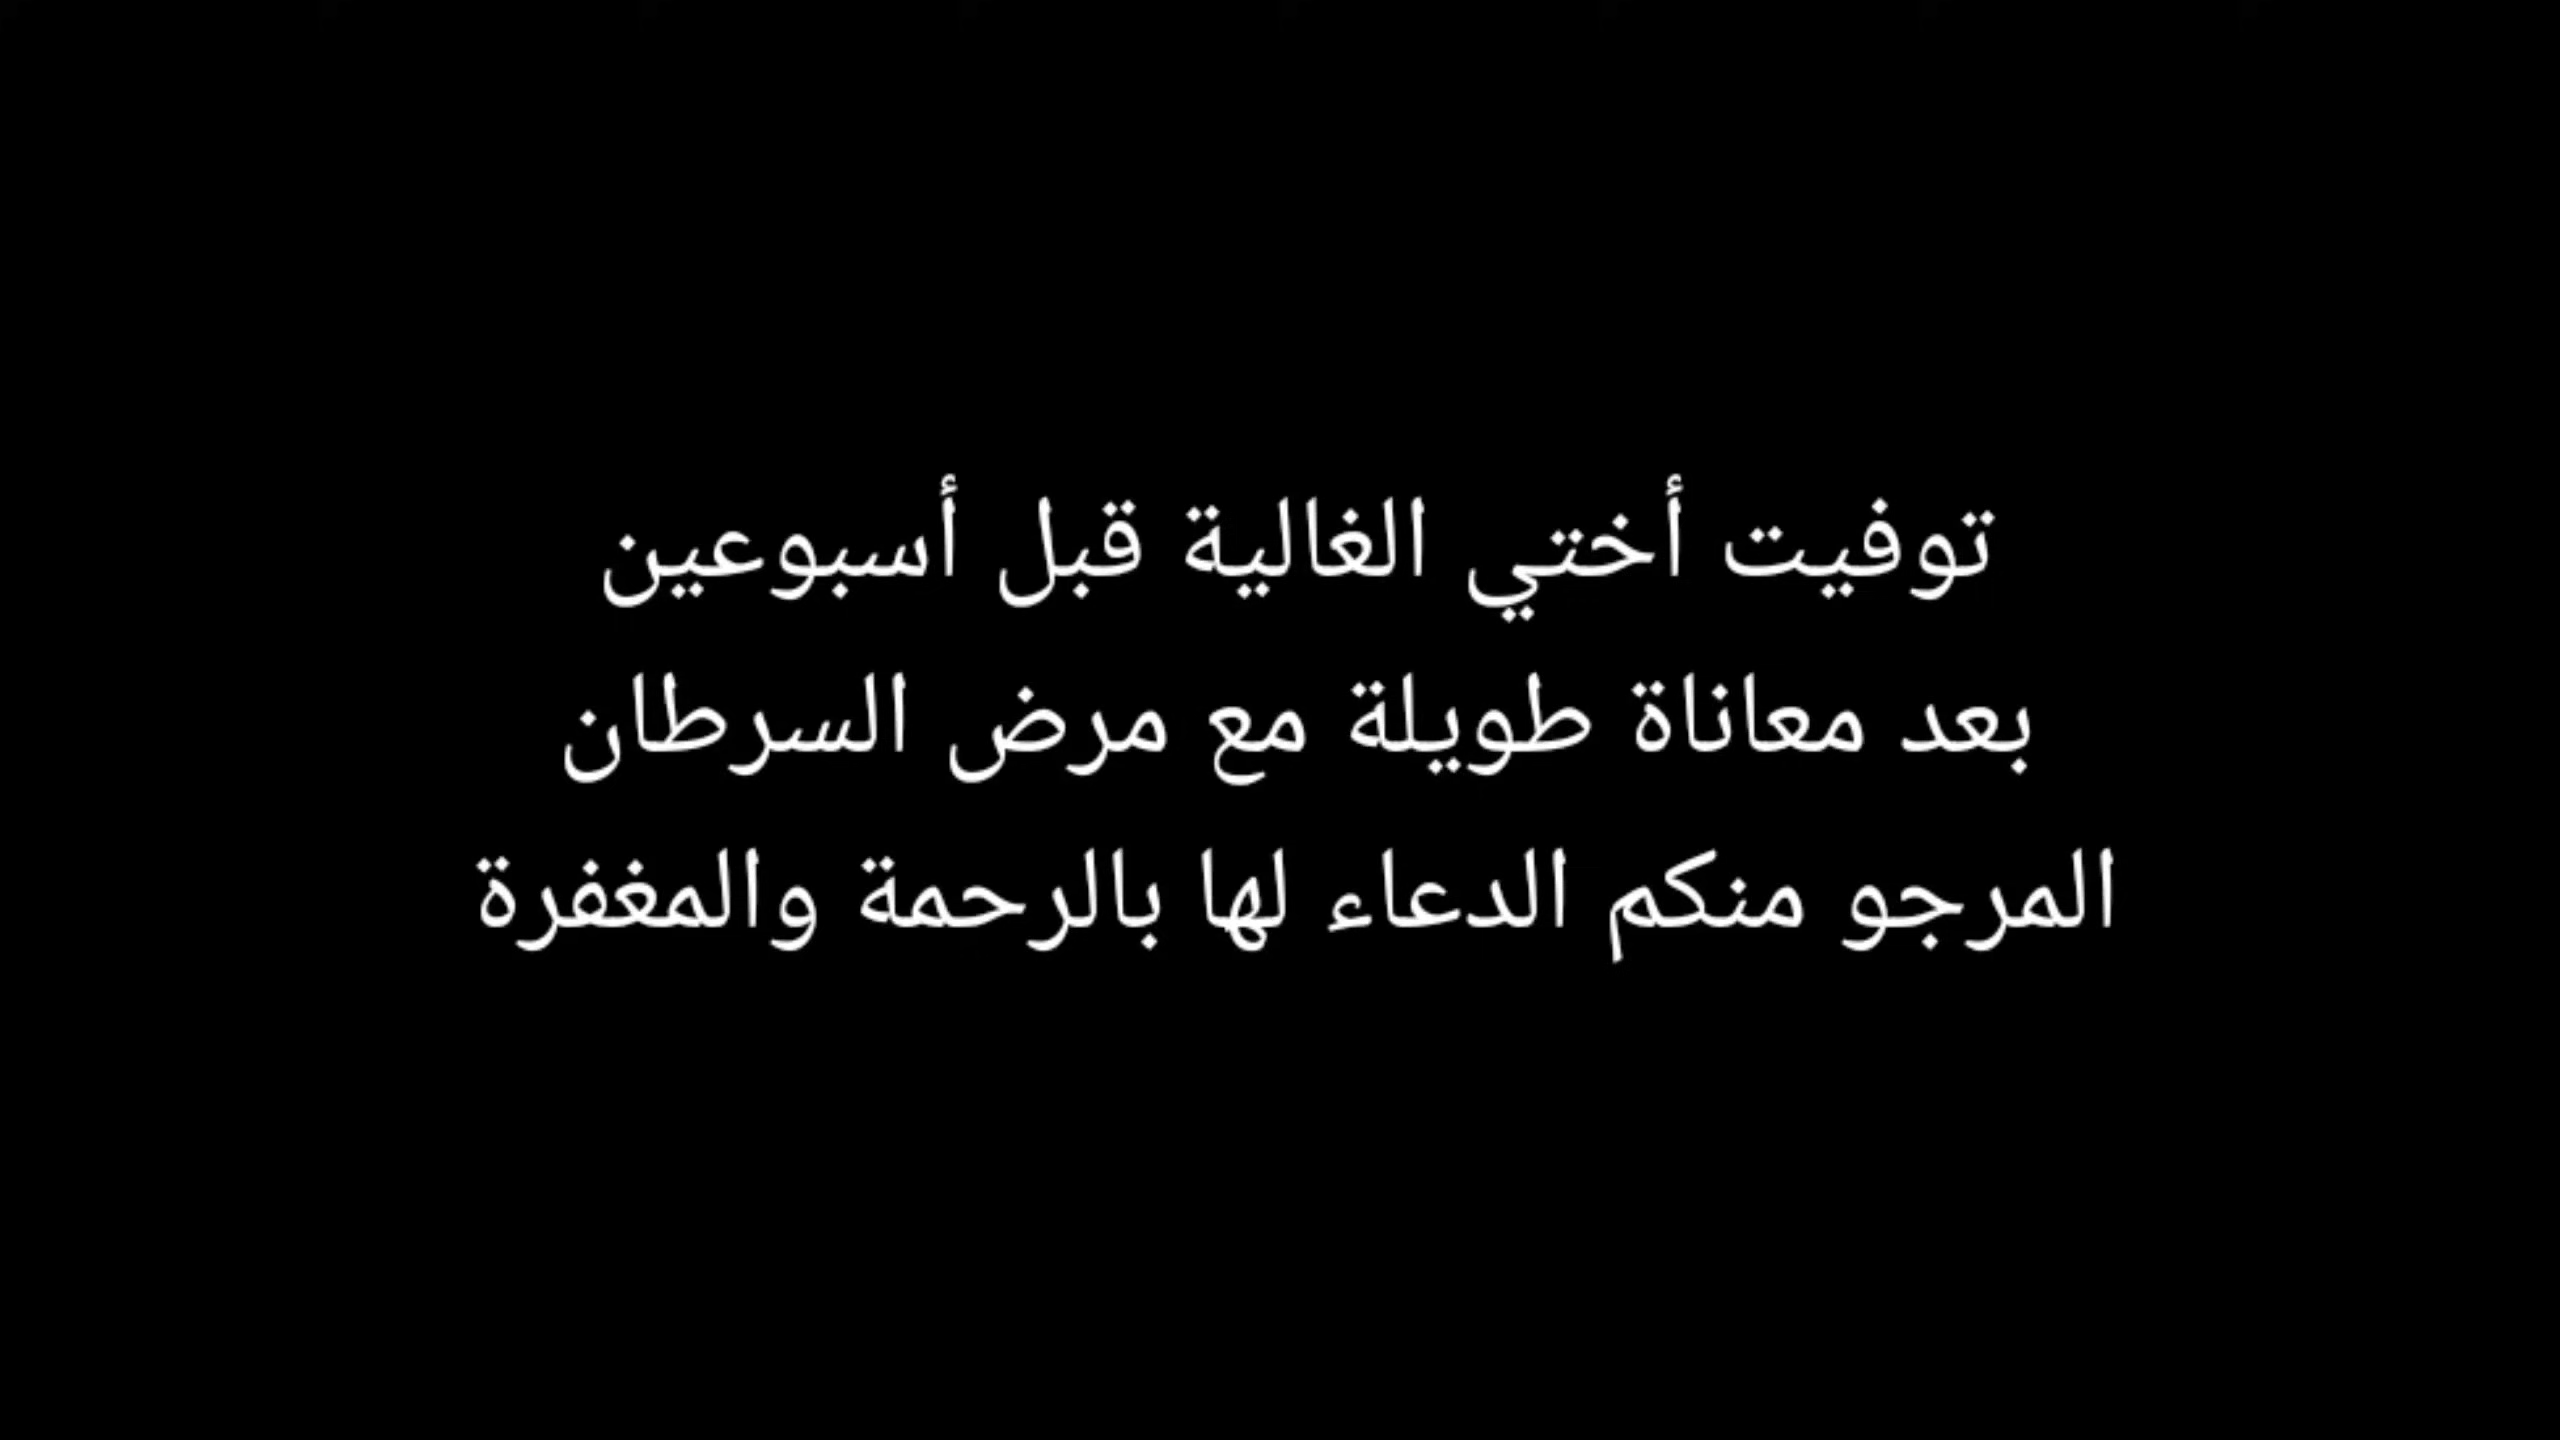 توفيت أختي الغالية قبل أسبوعين
بعد معاناة طويلة مع مرض السرطان
المرجو منكم الدعاء لها بالرحمة والمغفرة